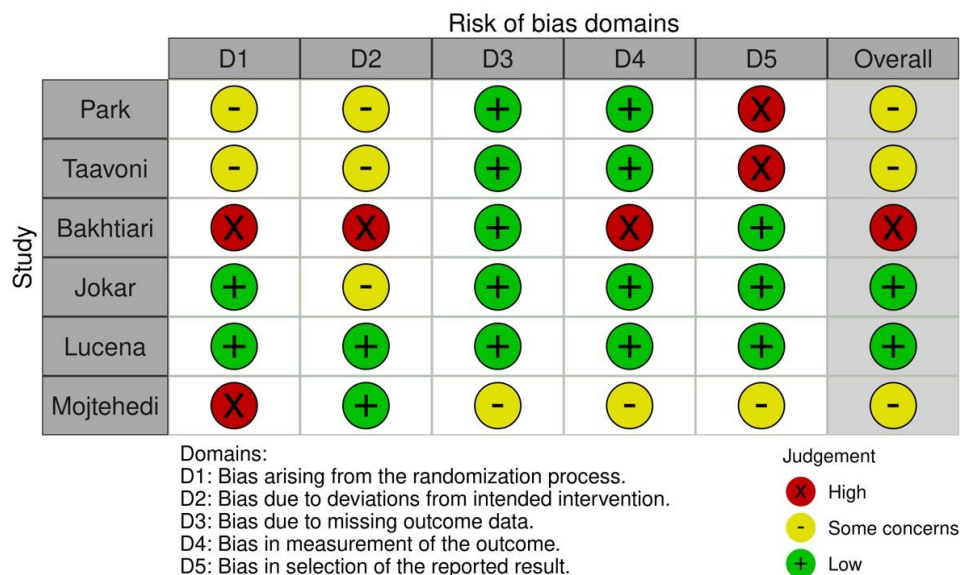 Risk of bias domains
D1 D2 D3 D4 D5 Overall
Study
Park - - + + X -
Taavoni - - + + X -
Bakhtiari X X + X + X
Jokar + - + + + +
Lucena + + + + + +
Mojtehedi X + - - - -
Domains:
D1: Bias arising from the randomization process.
D2: Bias due to deviations from intended intervention.
D3: Bias due to missing outcome data.
D4: Bias in measurement of the outcome.
D5: Bias in selection of the reported result.
Judgement
X High
- Some concerns
+ Low